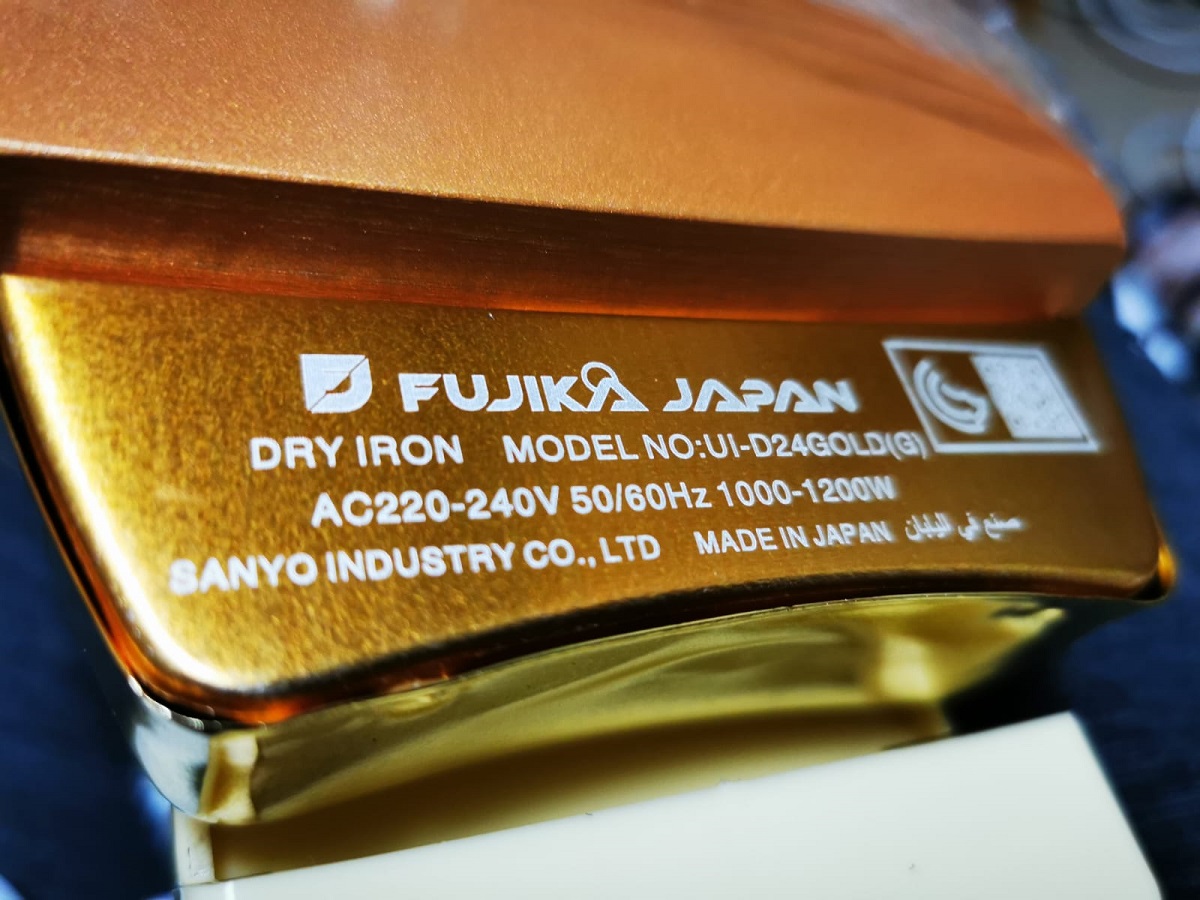 FUJIKA JAPAN
DRY IRON MODEL NO:UI-D24GOLD(G)
AC220-240V 50/60Hz 1000-1200W
SANYO INDUSTRY CO., LTD MADE IN JAPAN صنع في اليابان